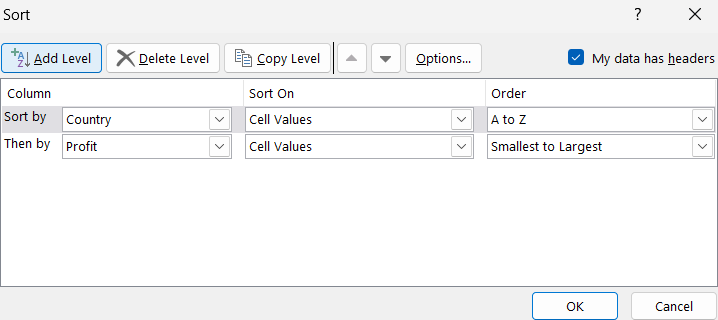 Sort ? ×
Add Level Delete Level Copy Level Options... My data has headers
Column Sort On Order
Sort by Country Cell Values A to Z
Then by Profit Cell Values Smallest to Largest
OK Cancel